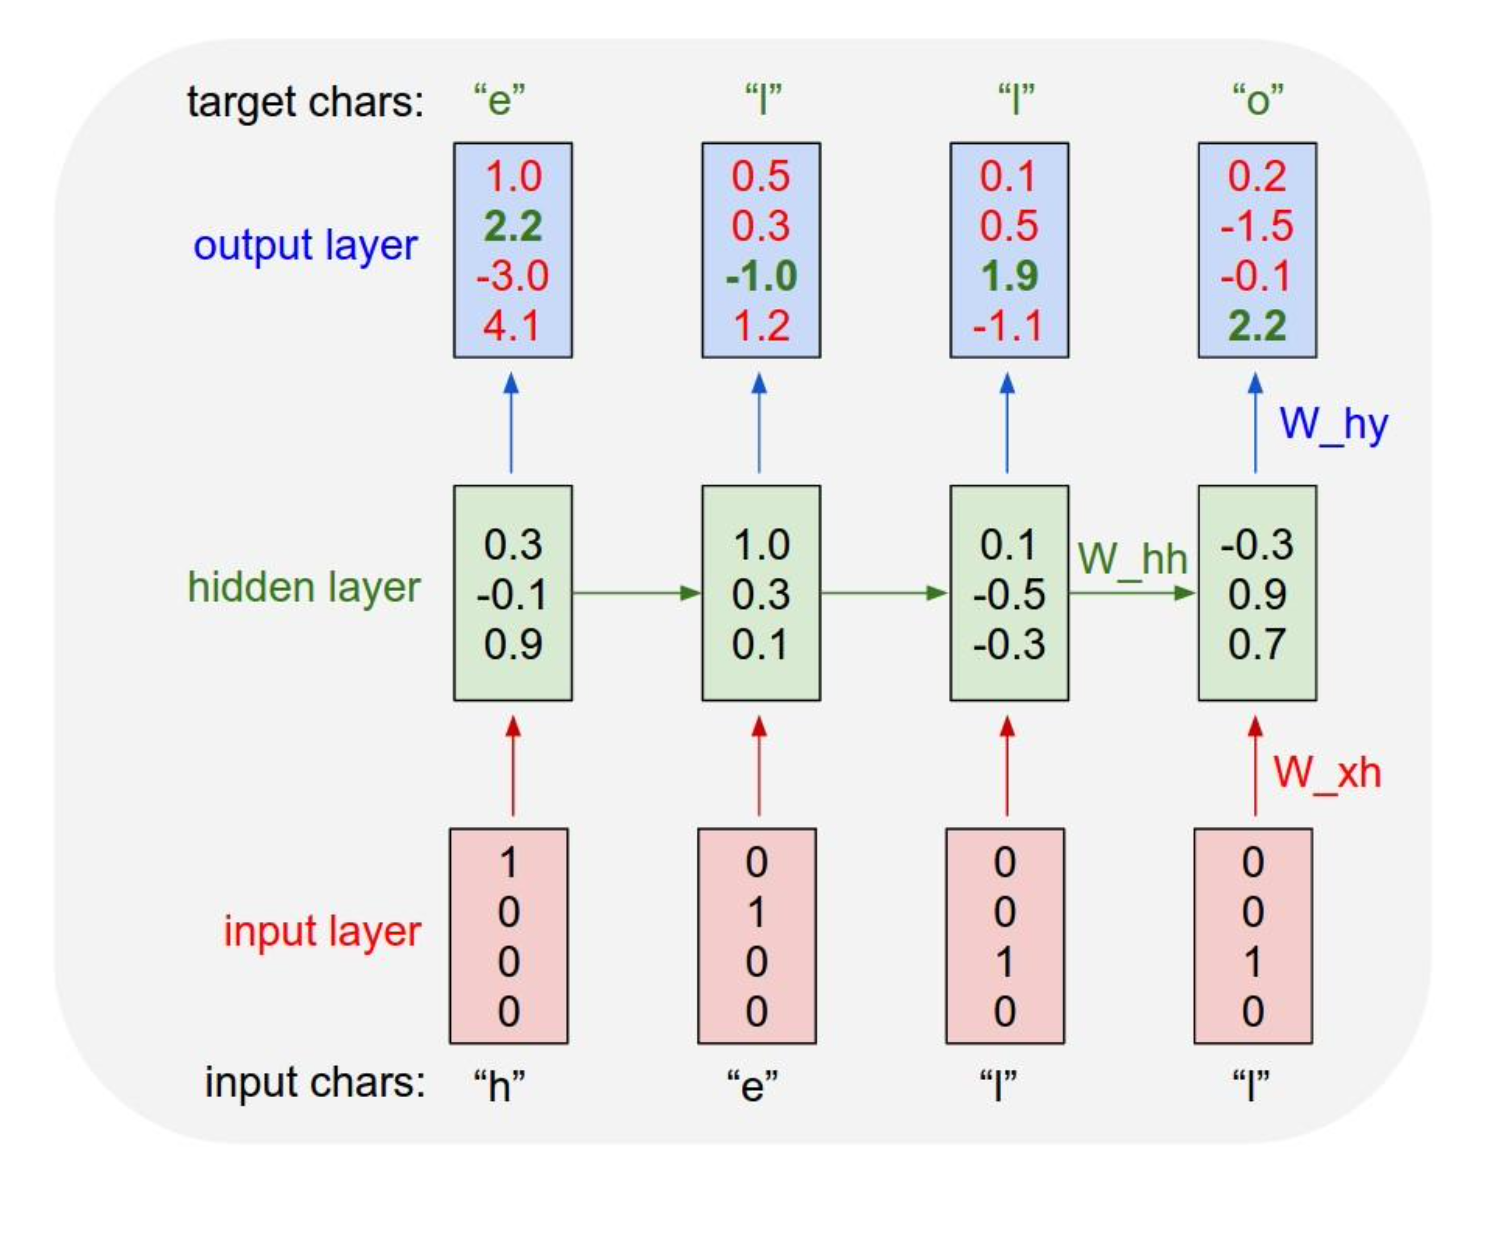 target chars: “e” “l” “l” “o”
1.0 0.5 0.1 0.2
2.2 0.3 0.5 -1.5
output layer
-3.0 -1.0 1.9 -0.1
4.1 1.2 -1.1 2.2
W_hy
0.3 1.0 0.1 -0.3
W_hh
hidden layer
-0.1 0.3 -0.5 0.9
0.9 0.1 -0.3 0.7
W_xh
1 0 0 0
0 1 0 0
input layer
0 0 1 1
0 0 0 0
input chars: “h” “e” “l” “l”